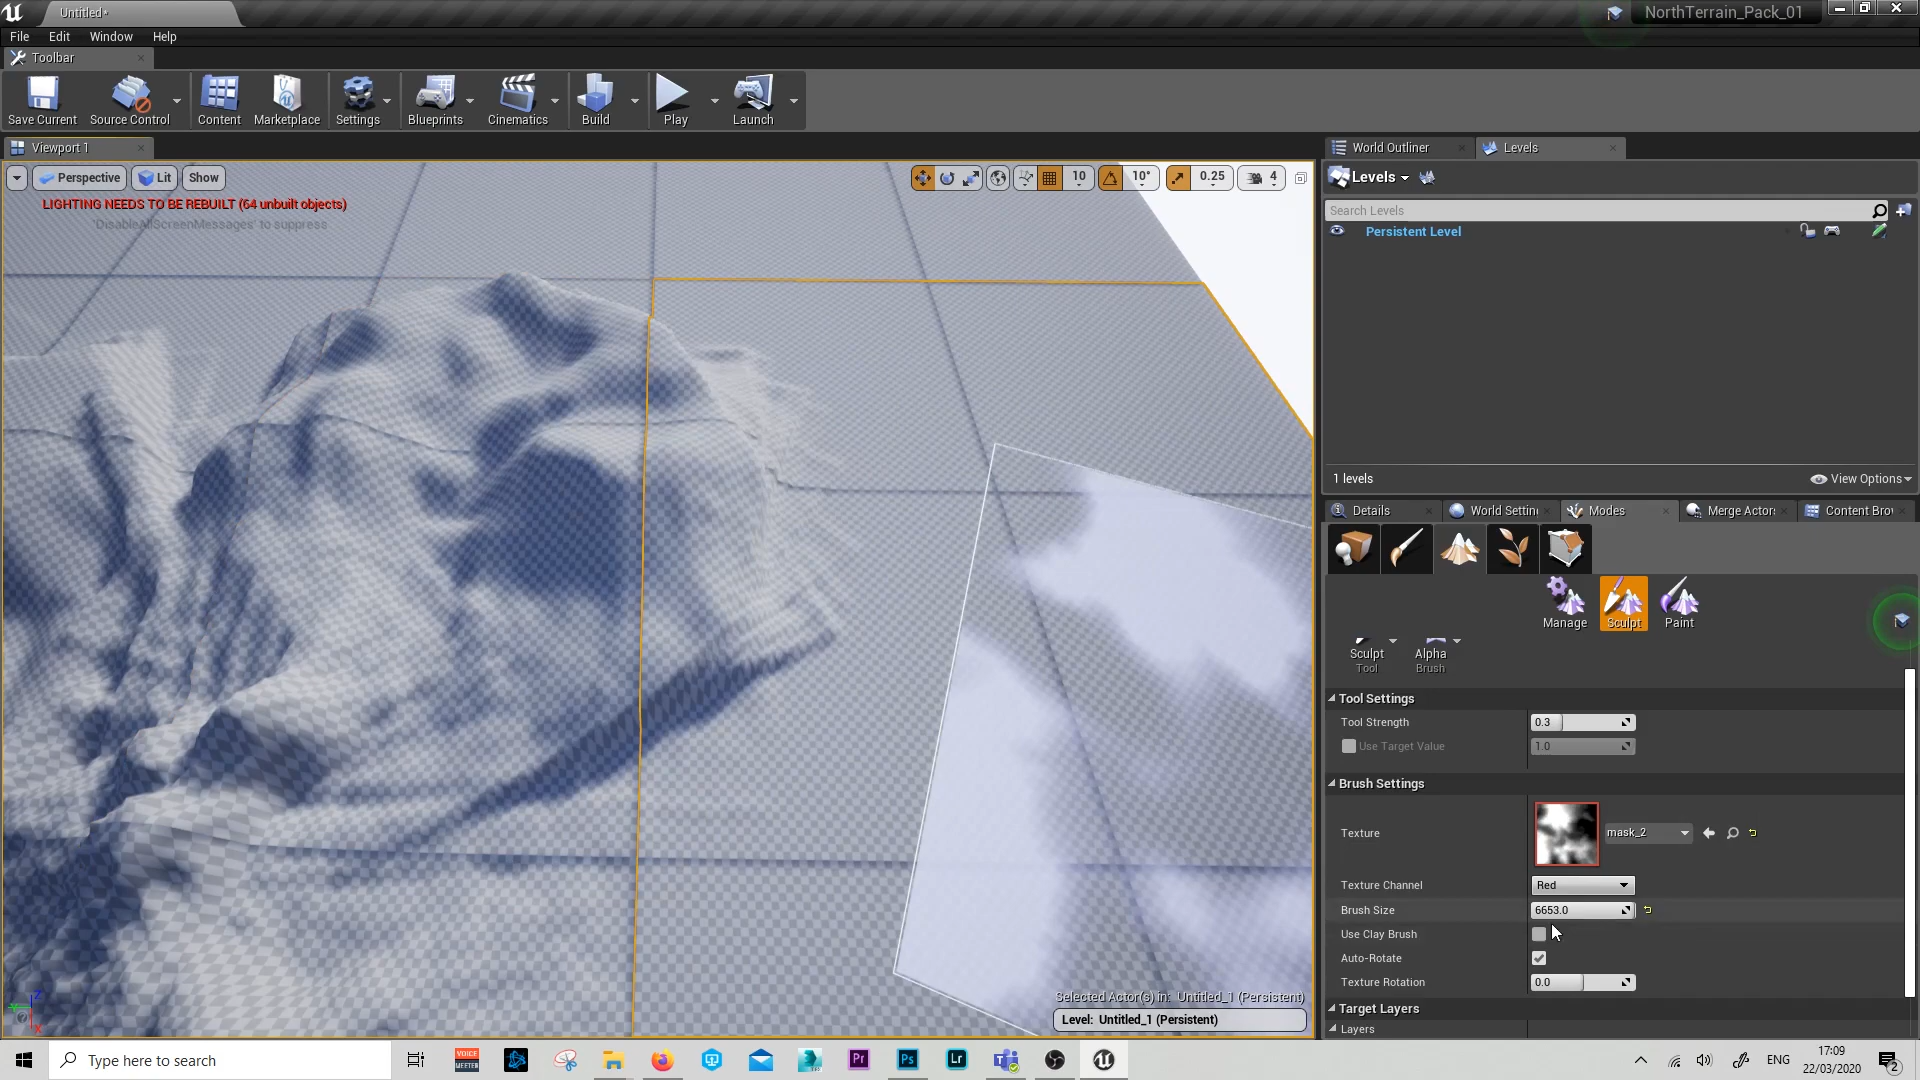 Untitled*
NorthTerrain_Pack_01
File Edit Window Help
Toolbar
Save Current Source Control Content Marketplace Settings Blueprints Cinematics Build Play Launch
Viewport 1
World Outliner Levels
Perspective Lit Show
10 10° 0.25 4
LIGHTING NEEDS TO BE REBUILT (64 unbuilt objects)
'DisableAllScreenMessages' to suppress
Levels
Search Levels
Persistent Level
1 levels
View Options
Details World Settin Modes Merge Actor Content Bro
Manage Sculpt Paint
Sculpt Alpha
Tool Brush
Tool Settings
Tool Strength 0.3
Use Target Value 1.0
Brush Settings
Texture mask_2
Texture Channel Red
Brush Size 6653.0
Use Clay Brush
Auto-Rotate
Texture Rotation 0.0
Target Layers
Layers
Selected Actor(s) in: Untitled_1 (Persistent)
Level: Untitled_1 (Persistent)
Z
X
Type here to search
VOICE
MEETER
Pr Ps Lr
ENG
17:09
22/03/2020
2